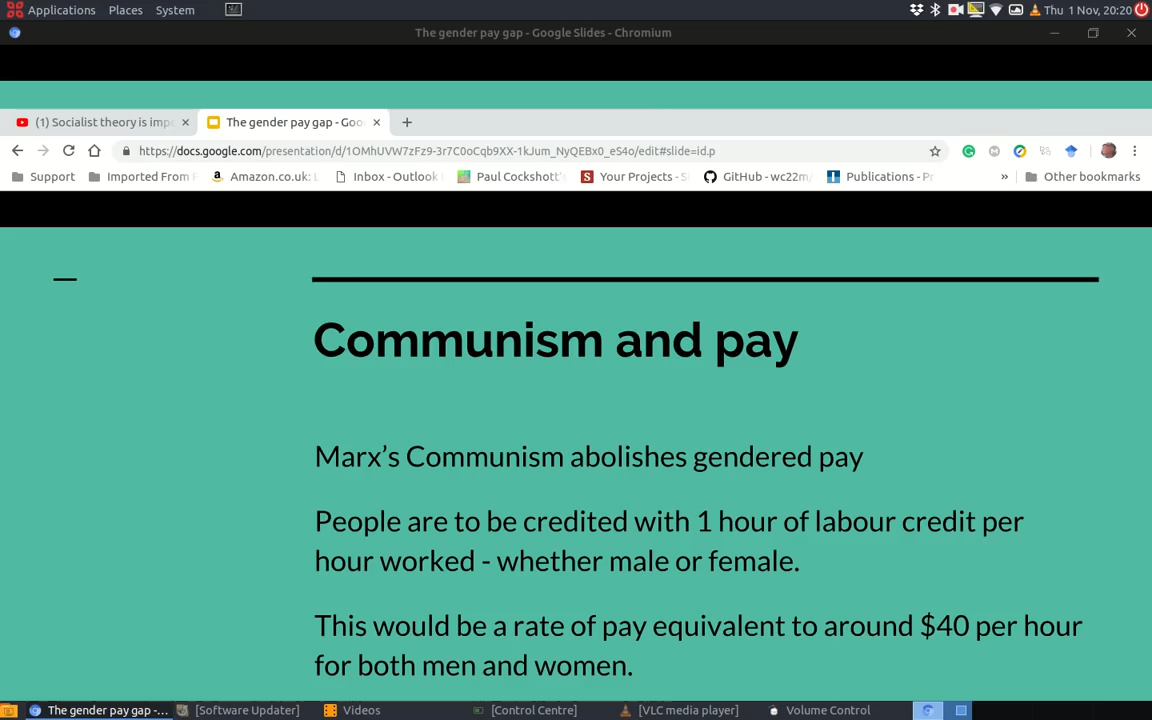 Applications Places System
Thu 1 Nov, 20:20
The gender pay gap - Google Slides - Chromium
(1) Socialist theory is impo
The gender pay gap - Goo
https://docs.google.com/presentation/d/1OMhUVW7zFz9-3r7C0oCqb9XX-1kJum_NyQEBx0_eS4o/edit#slide=id.p
Support Imported From Amazon.co.uk: Inbox - Outlook Paul Cockshott's Your Projects - GitHub - wc22m Publications - Pr » Other bookmarks
Communism and pay
Marx's Communism abolishes gendered pay
People are to be credited with 1 hour of labour credit per
hour worked - whether male or female.
This would be a rate of pay equivalent to around $40 per hour
for both men and women.
The gender pay gap -... [Software Updater] Videos [Control Centre] [VLC media player] Volume Control